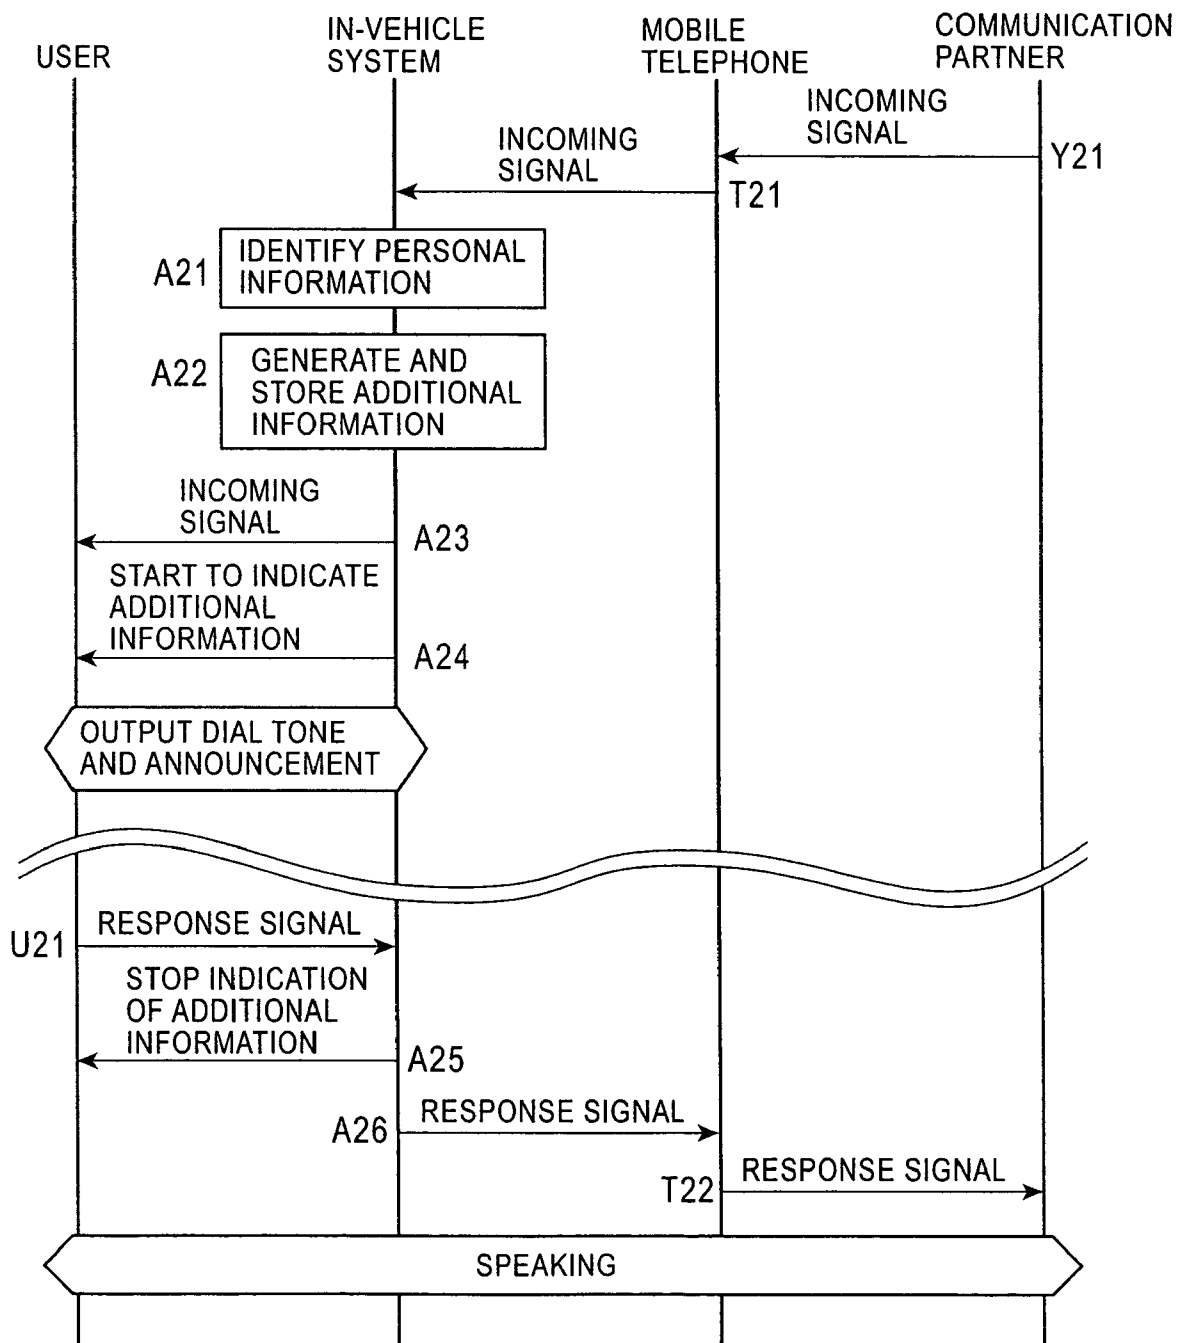 USER
IN-VEHICLE
SYSTEM
MOBILE
TELEPHONE
COMMUNICATION
PARTNER
INCOMING
SIGNAL
Y21
INCOMING
SIGNAL
T21
A21
IDENTIFY PERSONAL
INFORMATION
A22
GENERATE AND
STORE ADDITIONAL
INFORMATION
INCOMING
SIGNAL
A23
START TO INDICATE
ADDITIONAL
INFORMATION
A24
OUTPUT DIAL TONE
AND ANNOUNCEMENT
U21
RESPONSE SIGNAL
STOP INDICATION
OF ADDITIONAL
INFORMATION
A25
A26
RESPONSE SIGNAL
T22
RESPONSE SIGNAL
SPEAKING